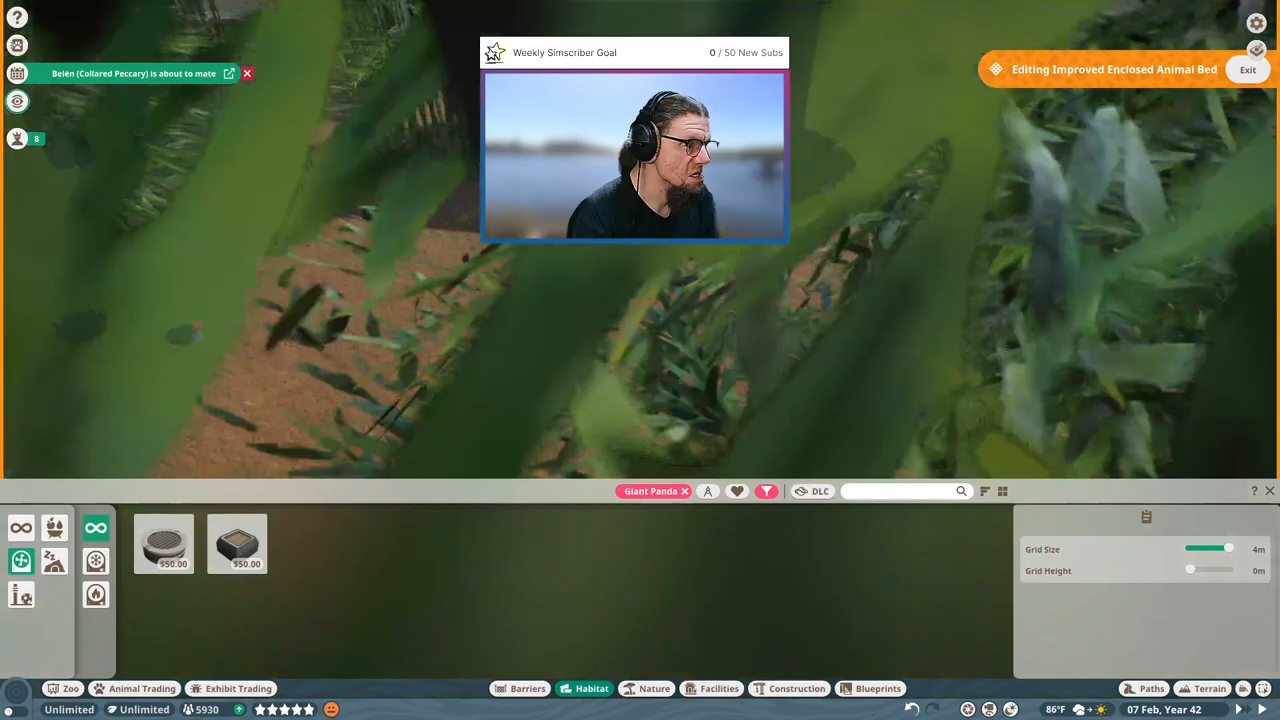 Weekly Simscriber Goal 0 / 50 New Subs
Belén (Collared Peccary) is about to mate
Editing Improved Enclosed Animal Bed Exit
8
Giant Panda
DLC
?
$50.00 $50.00
Grid Size 4m
Grid Height 0m
Zoo Animal Trading Exhibit Trading Barriers Habitat Nature Facilities Construction Blueprints Paths Terrain
Unlimited Unlimited 5930 86°F 07 Feb, Year 42